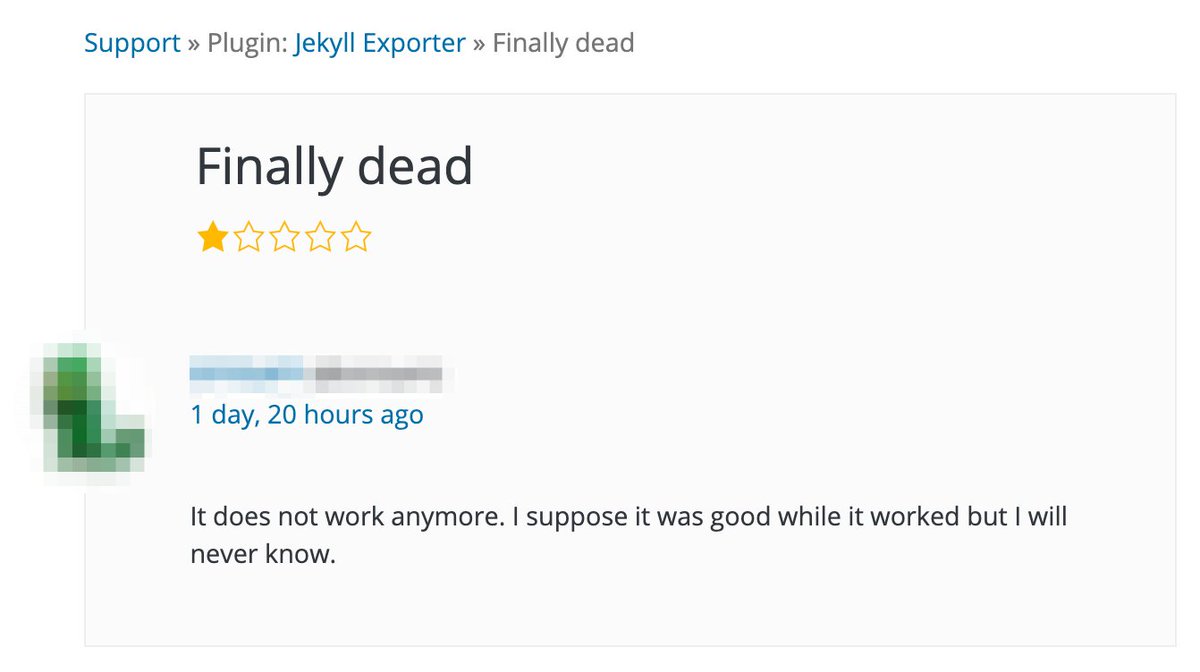 Support » Plugin: Jekyll Exporter » Finally dead
Finally dead
1 day, 20 hours ago
It does not work anymore. I suppose it was good while it worked but I will
never know.